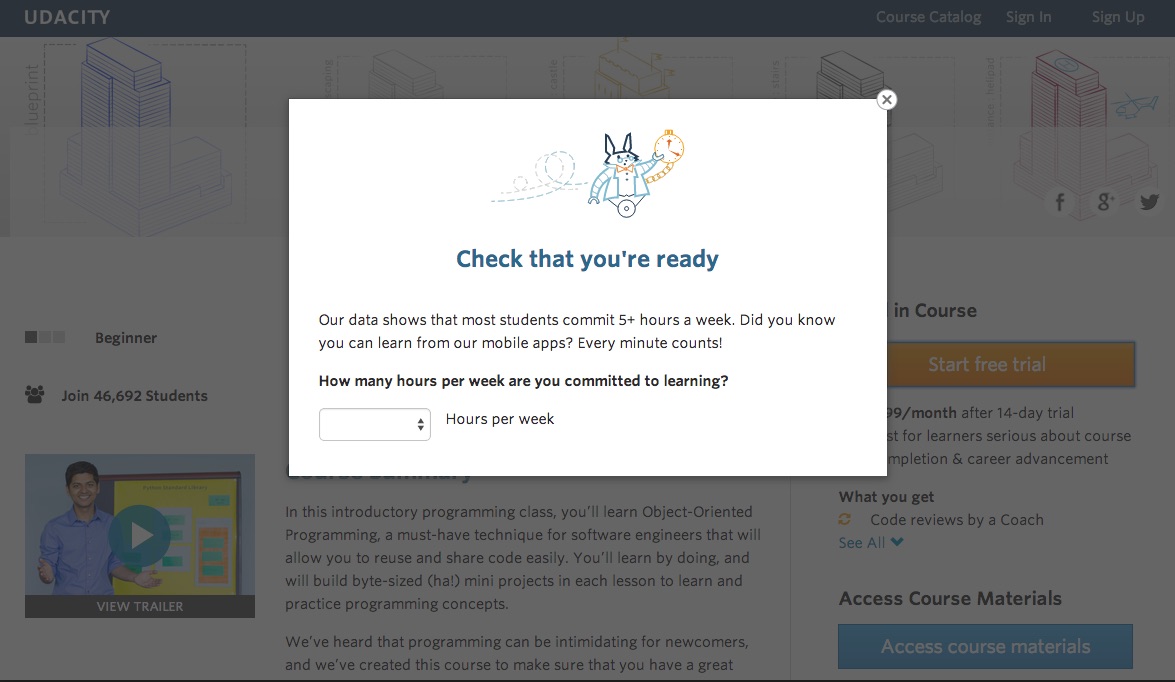 UDACITY
Course Catalog
Sign In
Sign Up
blueprint
castle
Check that you're ready
Our data shows that most students commit 5+ hours a week. Did you know
you can learn from our mobile apps? Every minute counts!
How many hours per week are you committed to learning?
Hours per week
Beginner
Join 46,692 Students
VIEW TRAILER
Course Summary
In this introductory programming class, you’ll learn Object-Oriented
Programming, a must-have technique for software engineers that will
allow you to reuse and share code easily. You’ll learn by doing, and
will build byte-sized (ha!) mini projects in each lesson to learn and
practice programming concepts.
We’ve heard that programming can be intimidating for newcomers,
and we’ve created this course to make sure that you have a great
in Course
Start free trial
99/month after 14-day trial
for learners serious about course
& career advancement
What you get
Code reviews by a Coach
See All
Access Course Materials
Access course materials